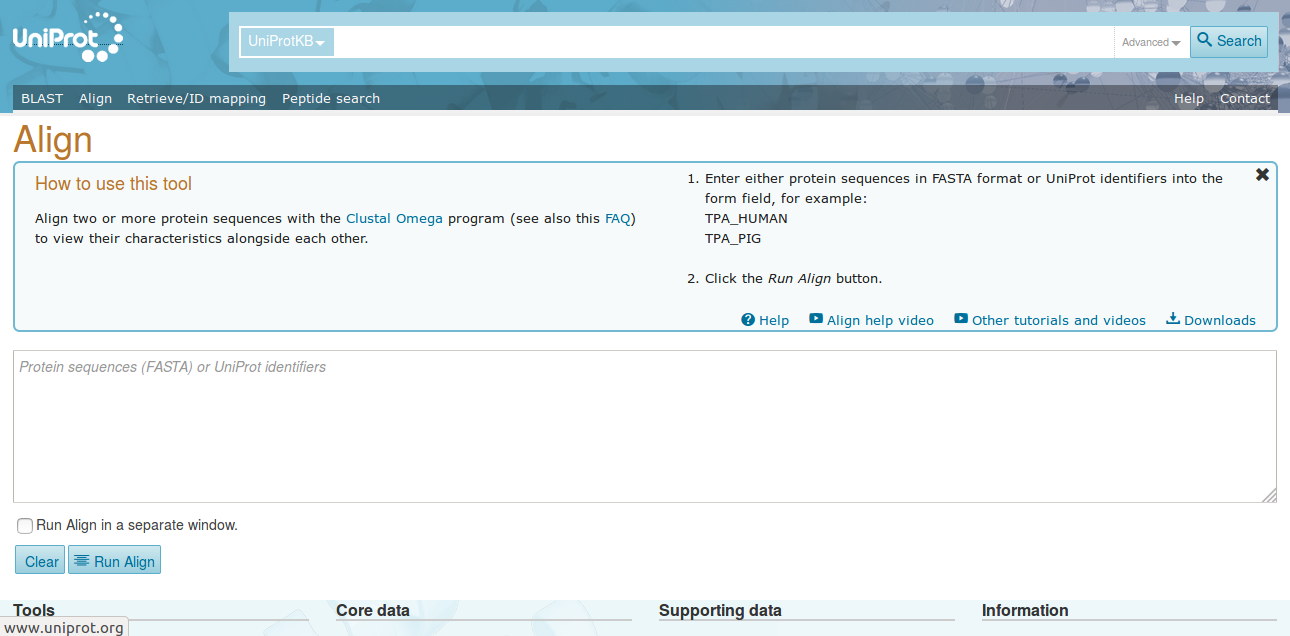 UniProt
UniProtKB
Advanced
Search
BLAST Align Retrieve/ID mapping Peptide search
Help Contact
Align
How to use this tool
Align two or more protein sequences with the Clustal Omega program (see also this FAQ)
to view their characteristics alongside each other.
1. Enter either protein sequences in FASTA format or UniProt identifiers into the
form field, for example:
TPA_HUMAN
TPA_PIG
2. Click the Run Align button.
Help Align help video Other tutorials and videos Downloads
Protein sequences (FASTA) or UniProt identifiers
Run Align in a separate window.
Clear Run Align
Tools Core data Supporting data Information
www.uniprot.org